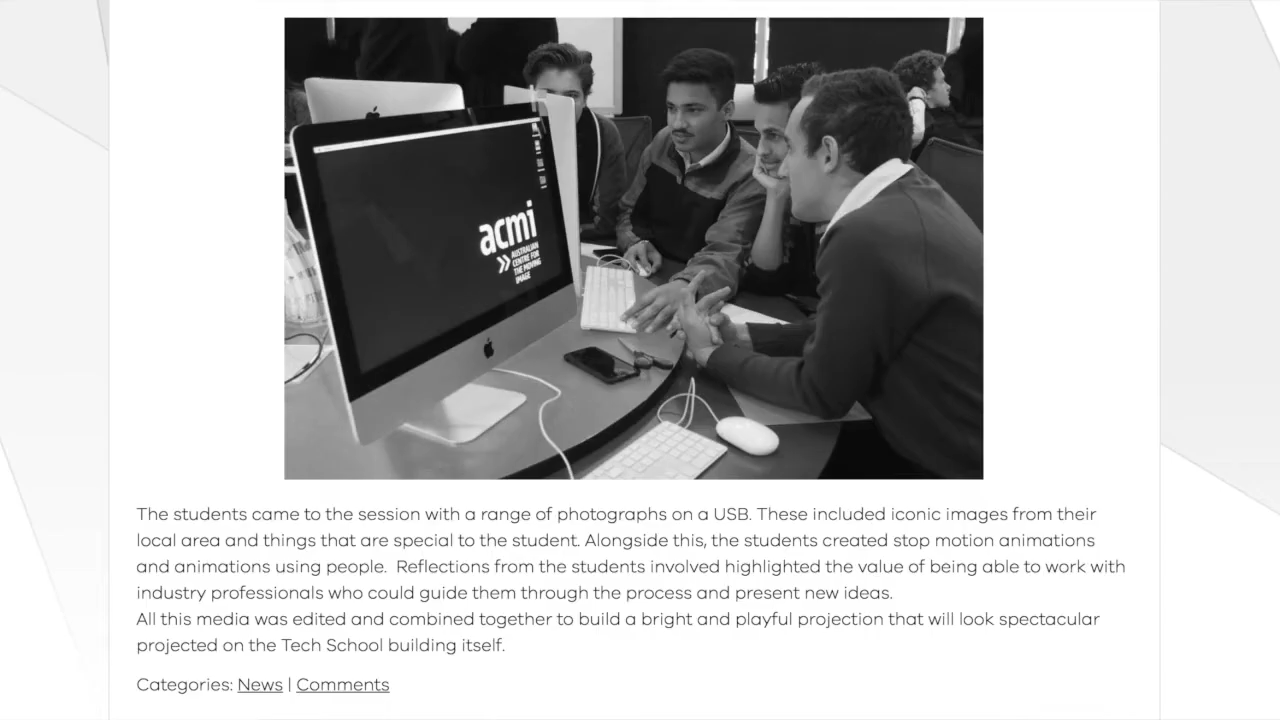 acmi
AUSTRALIAN
CENTRE FOR
THE MOVING
IMAGE
The students came to the session with a range of photographs on a USB. These included iconic images from their
local area and things that are special to the student. Alongside this, the students created stop motion animations
and animations using people.  Reflections from the students involved highlighted the value of being able to work with
industry professionals who could guide them through the process and present new ideas.
All this media was edited and combined together to build a bright and playful projection that will look spectacular
projected on the Tech School building itself.
Categories: News | Comments